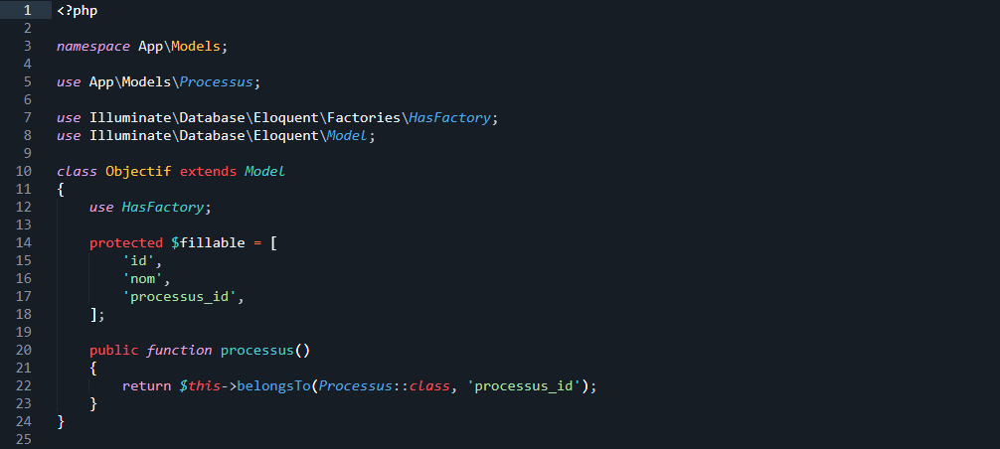 1 <?php
2
3 namespace App\Models;
4
5 use App\Models\Processus;
6
7 use Illuminate\Database\Eloquent\Factories\HasFactory;
8 use Illuminate\Database\Eloquent\Model;
9
10 class Objectif extends Model
11 {
12     use HasFactory;
13
14     protected $fillable = [
15         'id',
16         'nom',
17         'processus_id',
18     ];
19
20     public function processus()
21     {
22         return $this->belongsTo(Processus::class, 'processus_id');
23     }
24 }
25